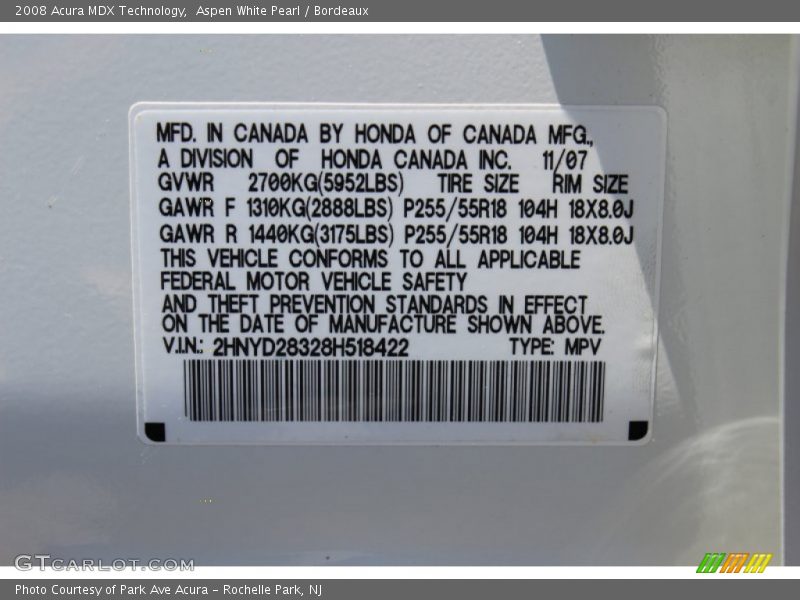 2008 Acura MDX Technology,  Aspen White Pearl / Bordeaux
MFD. IN CANADA BY HONDA OF CANADA MFG.,
A DIVISION OF HONDA CANADA INC. 11/07
GVWR 2700KG(5952LBS) TIRE SIZE RIM SIZE
GAWR F 1310KG(2888LBS) P255/55R18 104H 18X8.0J
GAWR R 1440KG(3175LBS) P255/55R18 104H 18X8.0J
THIS VEHICLE CONFORMS TO ALL APPLICABLE
FEDERAL MOTOR VEHICLE SAFETY
AND THEFT PREVENTION STANDARDS IN EFFECT
ON THE DATE OF MANUFACTURE SHOWN ABOVE.
V.I.N.: 2HNYD28328H518422 TYPE: MPV
GTCARLOT.COM
Photo Courtesy of Park Ave Acura - Rochelle Park, NJ